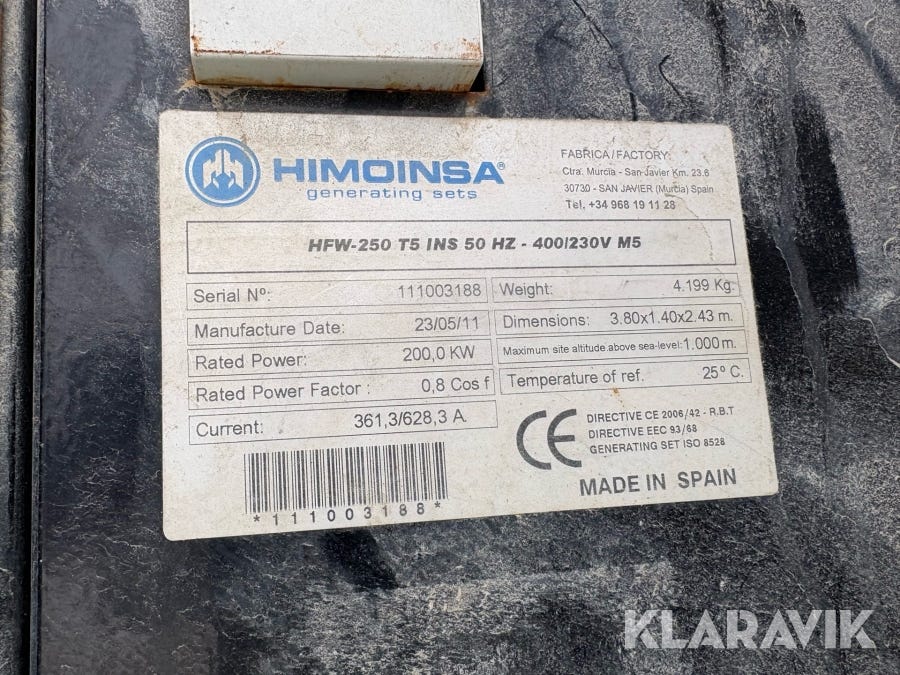 HIMOINSA®
generating sets
FABRICA / FACTORY:
Ctra. Murcia - San Javier Km. 23.6
30730 - SAN JAVIER (Murcia) Spain
Tel. +34 968 19 11 28
HFW-250 T5 INS 50 HZ - 400/230V M5
Serial Nº: 111003188
Weight: 4.199 Kg.
Manufacture Date: 23/05/11
Dimensions: 3.80x1.40x2.43 m.
Rated Power: 200,0 KW
Maximum site altitude above sea-level: 1.000 m.
Rated Power Factor : 0,8 Cos f
Temperature of ref. 25º C.
Current: 361,3/628,3 A.
CE
DIRECTIVE CE 2006/42 - R.B.T
DIRECTIVE EEC 93/68
GENERATING SET ISO 8528
*111003188*
MADE IN SPAIN
KLARAVIK